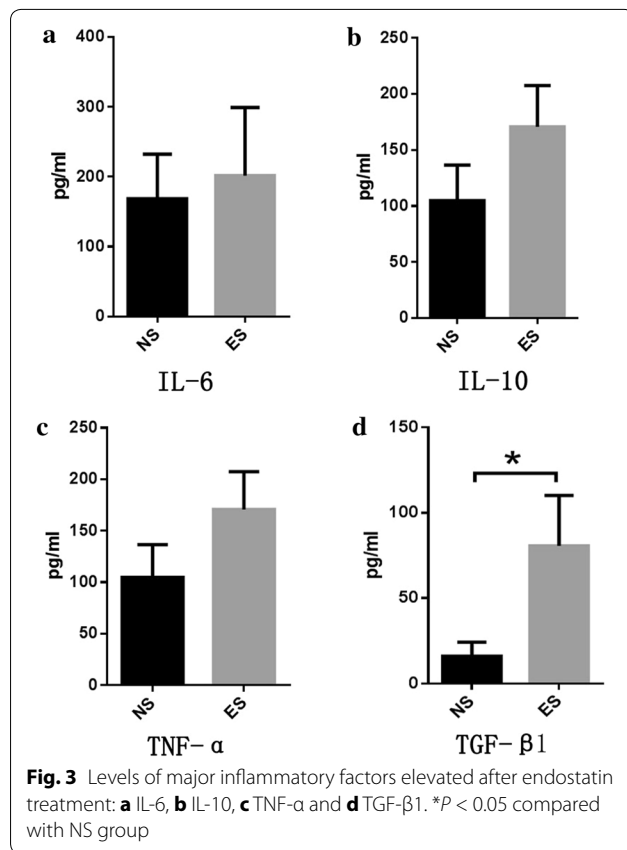 a
400
300
200
100
0
pg/ml
NS
ES
IL-6
b
250
200
150
100
50
0
pg/ml
NS
ES
IL-10
c
250
200
150
100
50
0
pg/ml
NS
ES
TNF-α
d
150
100
50
0
pg/ml
*
NS
ES
TGF-β1
Fig. 3 Levels of major inflammatory factors elevated after endostatin
treatment: a IL-6, b IL-10, c TNF-α and d TGF-β1. *P < 0.05 compared
with NS group